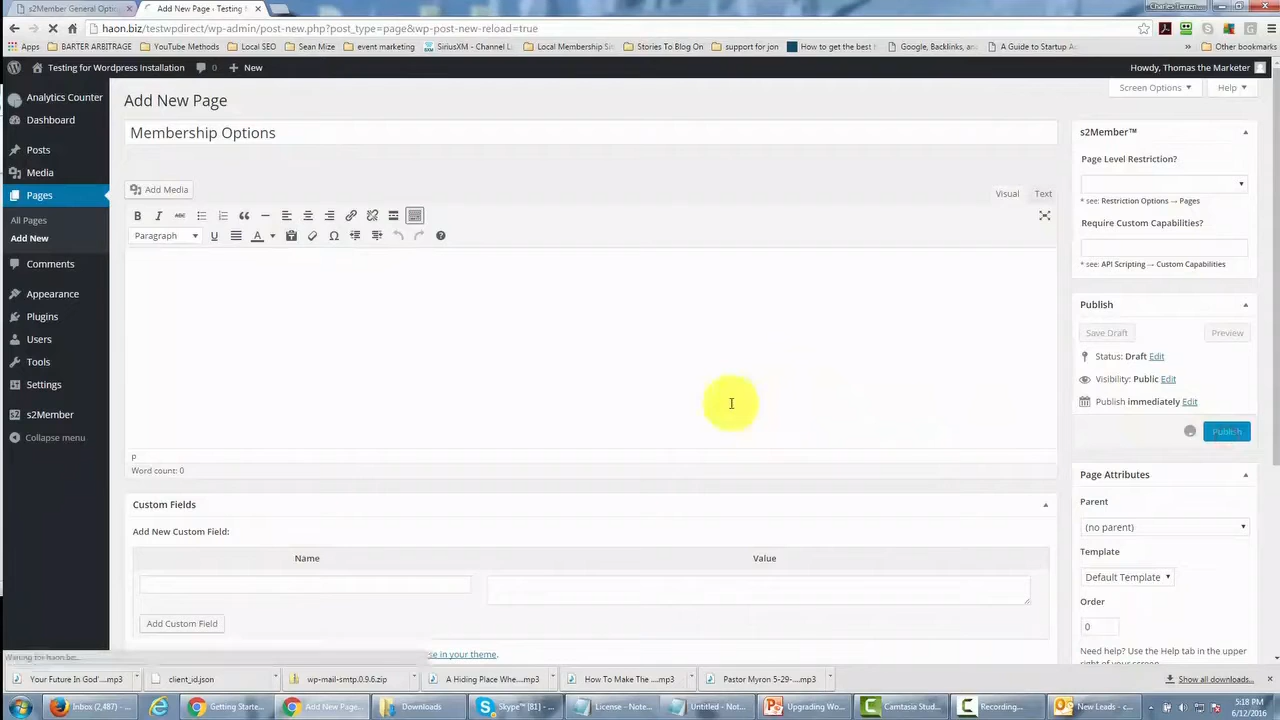 s2Member General Option
Add New Page ‹ Testing
Charles Terren...
haon.biz/testwpdirect/wp-admin/post-new.php?post_type=page&wp-post-new-reload=true
Apps BARTER ARBITRAGE YouTube Methods Local SEO Sean Mize event marketing SiriusXM - Channel Li Local Membership Sit Stories To Blog On support for jon How to get the best Google, Backlinks, an A Guide to Startup Ac » Other bookmarks
Testing for Wordpress Installation 0 + New Howdy, Thomas the Marketer
Analytics Counter
Dashboard
Posts
Media
Pages
All Pages
Add New
Comments
Appearance
Plugins
Users
Tools
Settings
s2Member
Collapse menu
Screen Options Help
Add New Page
Membership Options
Add Media
Visual Text
Paragraph
P
Word count: 0
Custom Fields
Add New Custom Field:
Name Value
Add Custom Field
se in your theme.
s2Member™
Page Level Restriction?
* see: Restriction Options → Pages
Require Custom Capabilities?
* see: API Scripting → Custom Capabilities
Publish
Save Draft Preview
Status: Draft Edit
Visibility: Public Edit
Publish immediately Edit
Publish
Page Attributes
Parent
(no parent)
Template
Default Template
Order
0
Need help? Use the Help tab in the upper
right of your screen.
Waiting for haon.biz...
Your Future In God'....mp3 client_id.json wp-mail-smtp.0.9.6.zip A Hiding Place Whe....mp3 How To Make The ....mp3 Pastor Myron 5-29-....mp3 Show all downloads...
Inbox (2,487) - ... Getting Starte... Add New Page... Downloads Skype™ [81] - ... License - Note... Untitled - Not... Upgrading Wo... Camtasia Stud... Recording... New Leads - c... 5:18 PM
6/12/2016